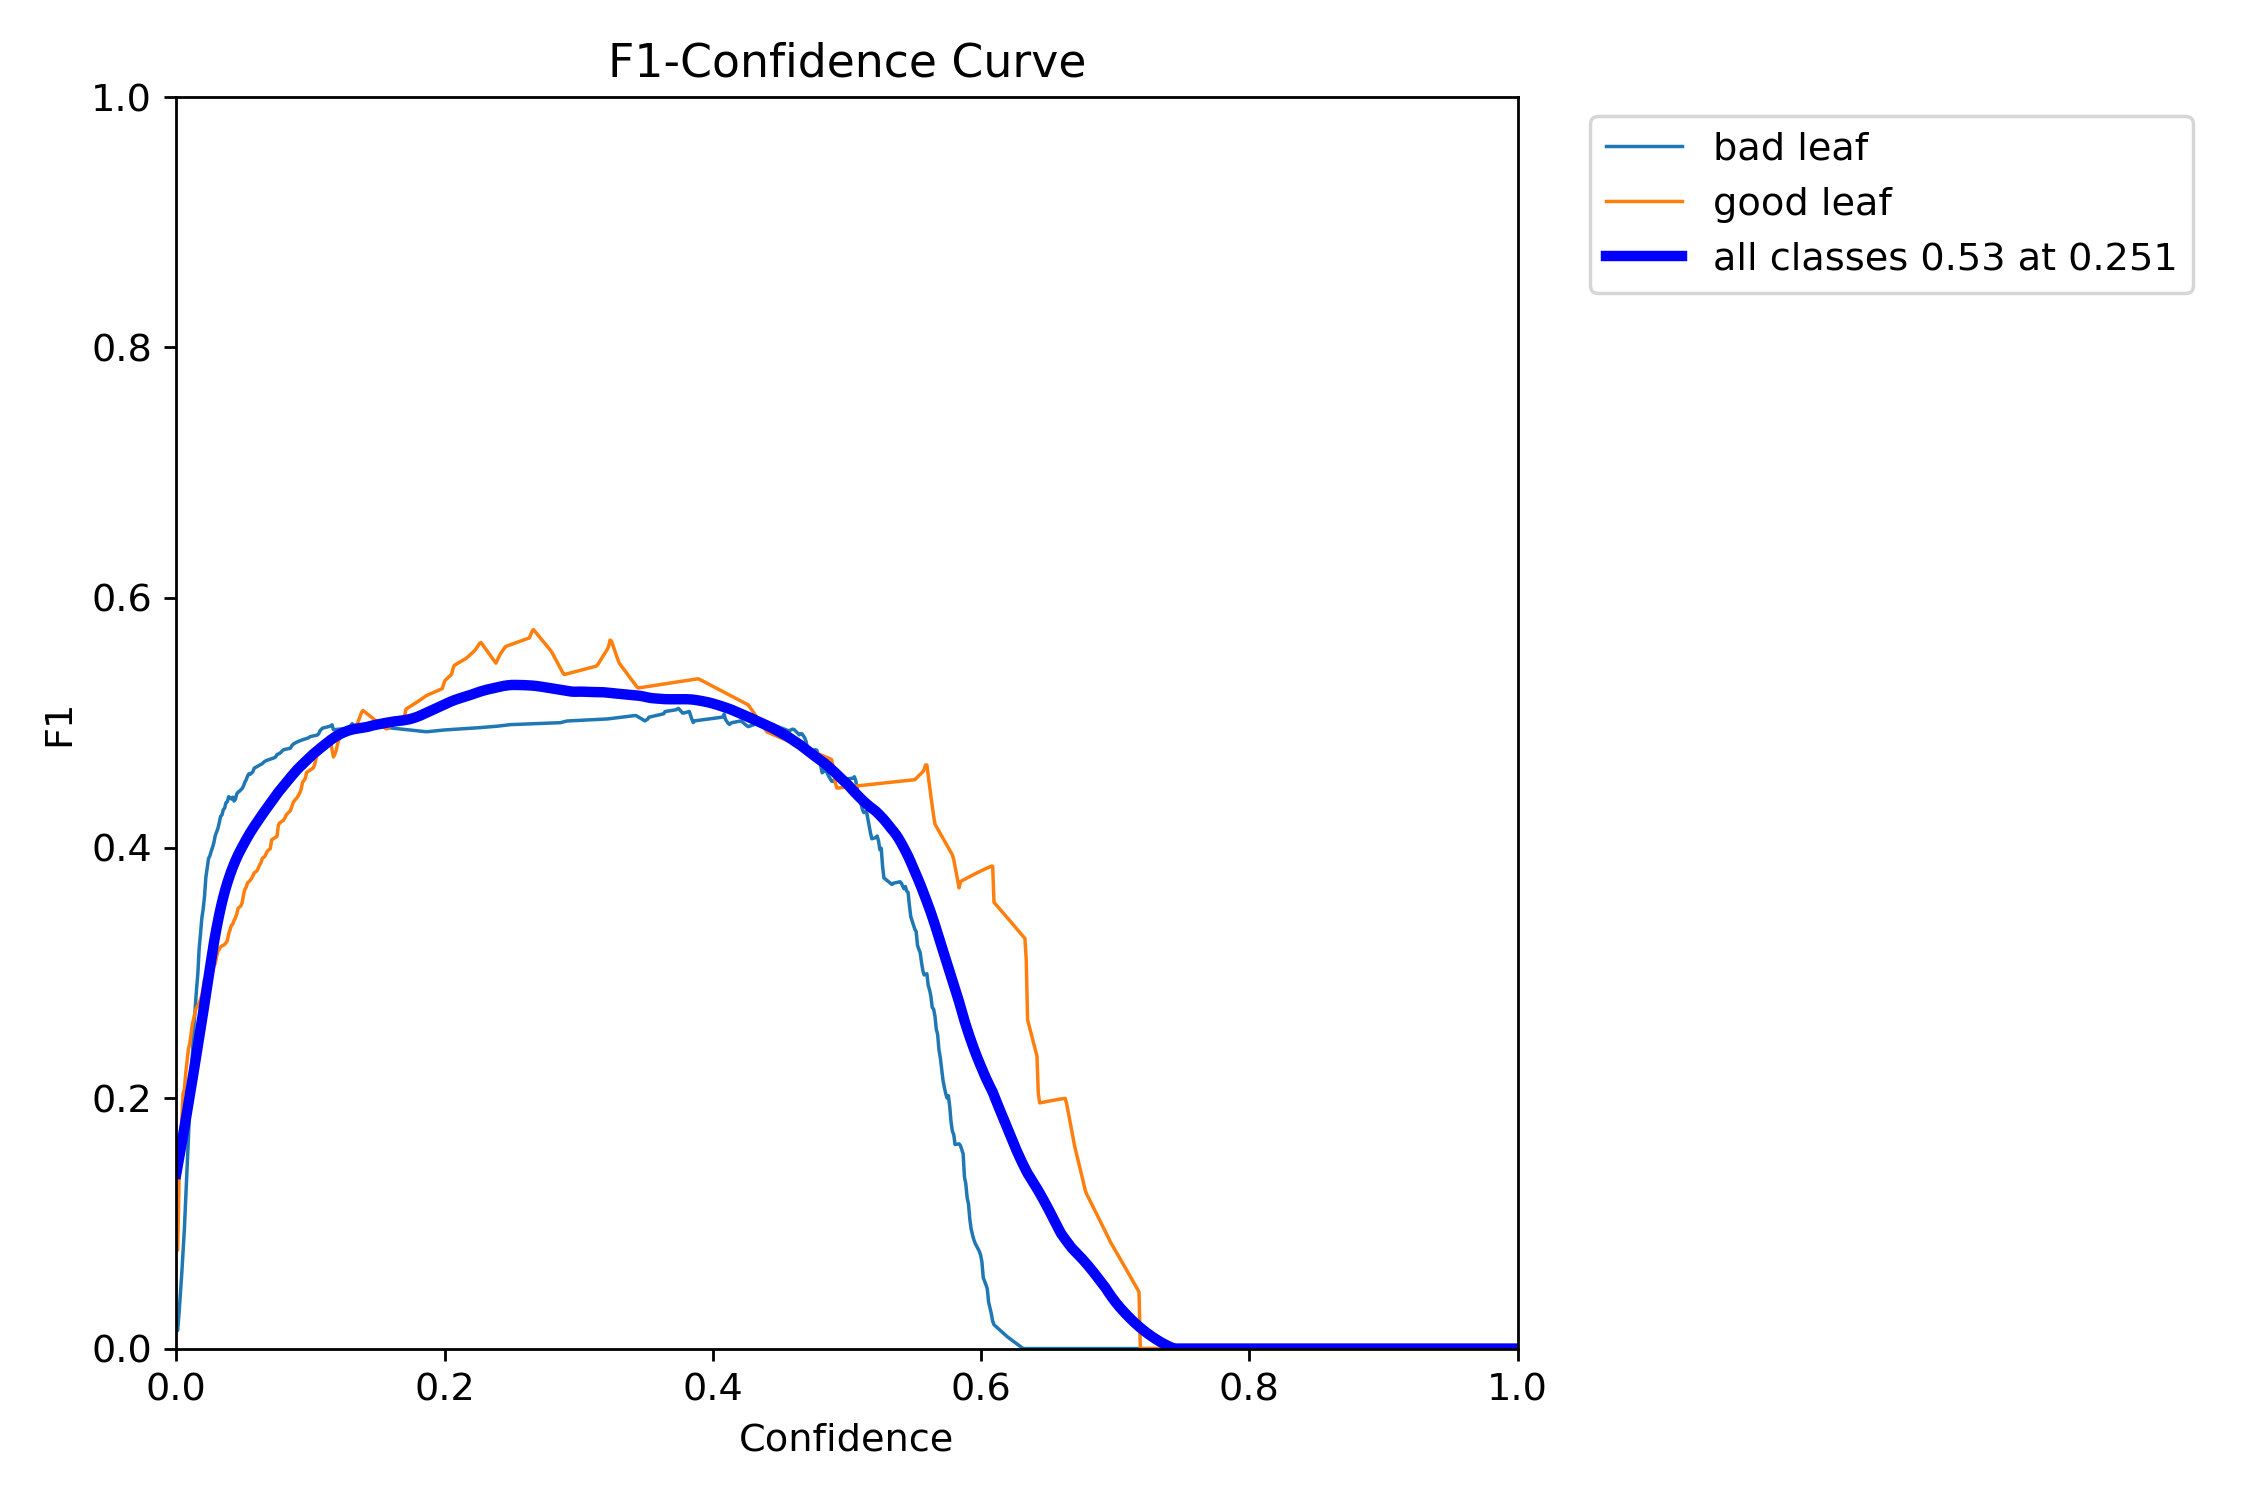 F1-Confidence Curve
1.0
0.8
0.6
0.4
0.2
0.0
F1
0.0 0.2 0.4 0.6 0.8 1.0
Confidence
bad leaf
good leaf
all classes 0.53 at 0.251